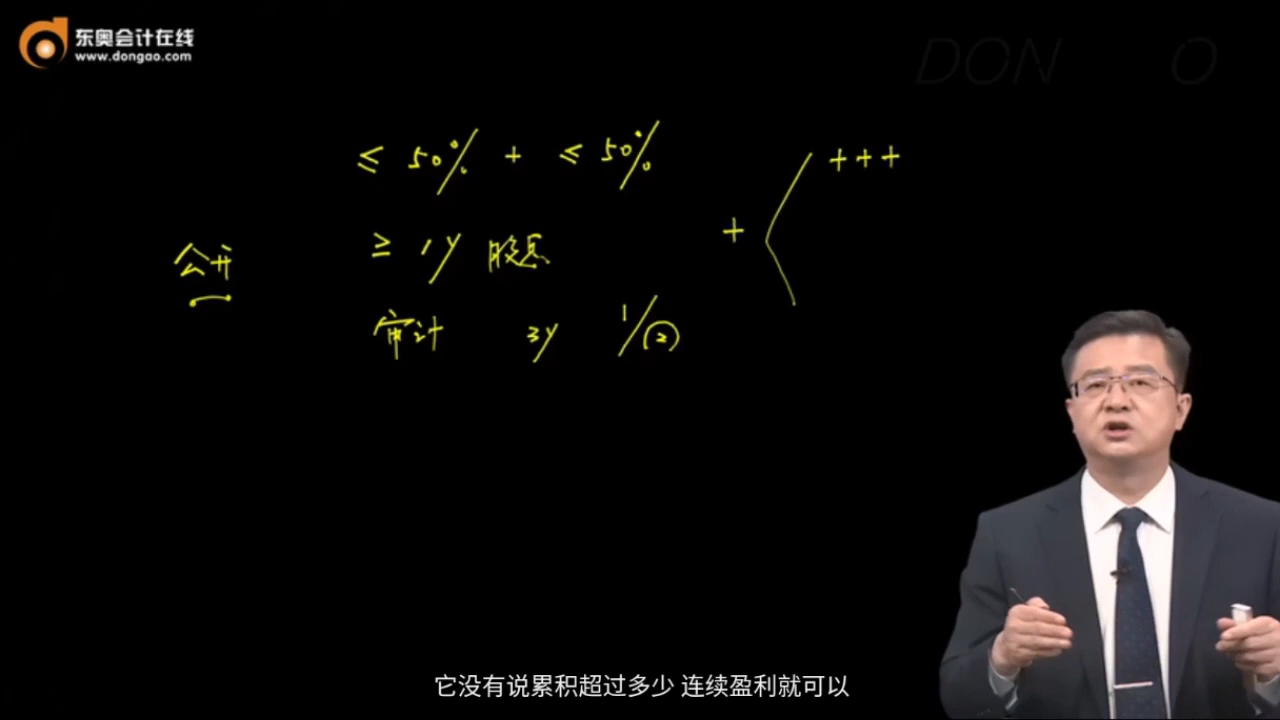 东奥会计在线
www.dongao.com
DON O
≤ 50% + ≤ 50%
+++
公开
≥ 1y 股息
+
审计 3y 1/②
它没有说累积超过多少 连续盈利就可以